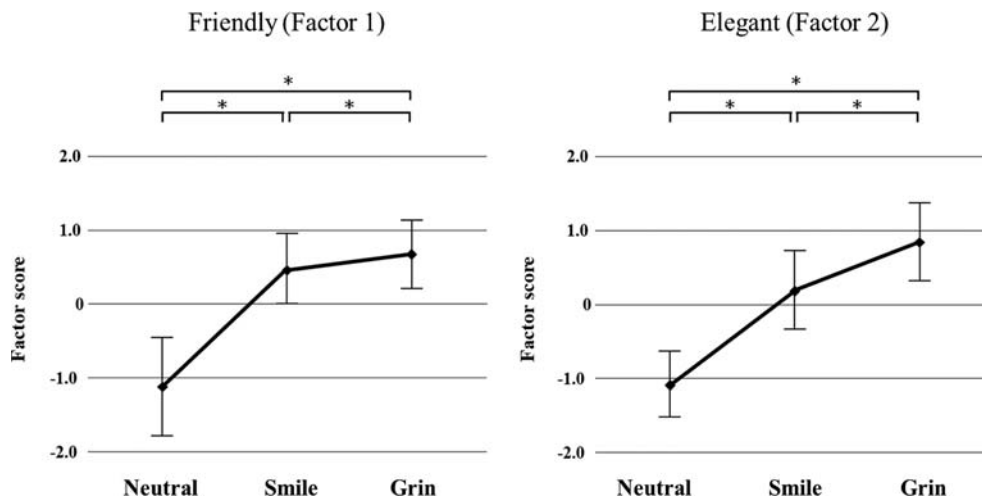 Friendly (Factor 1)
*
* *
2.0
1.0
0
-1.0
-2.0
Factor score
Neutral Smile Grin
Elegant (Factor 2)
*
* *
2.0
1.0
0
-1.0
-2.0
Factor score
Neutral Smile Grin